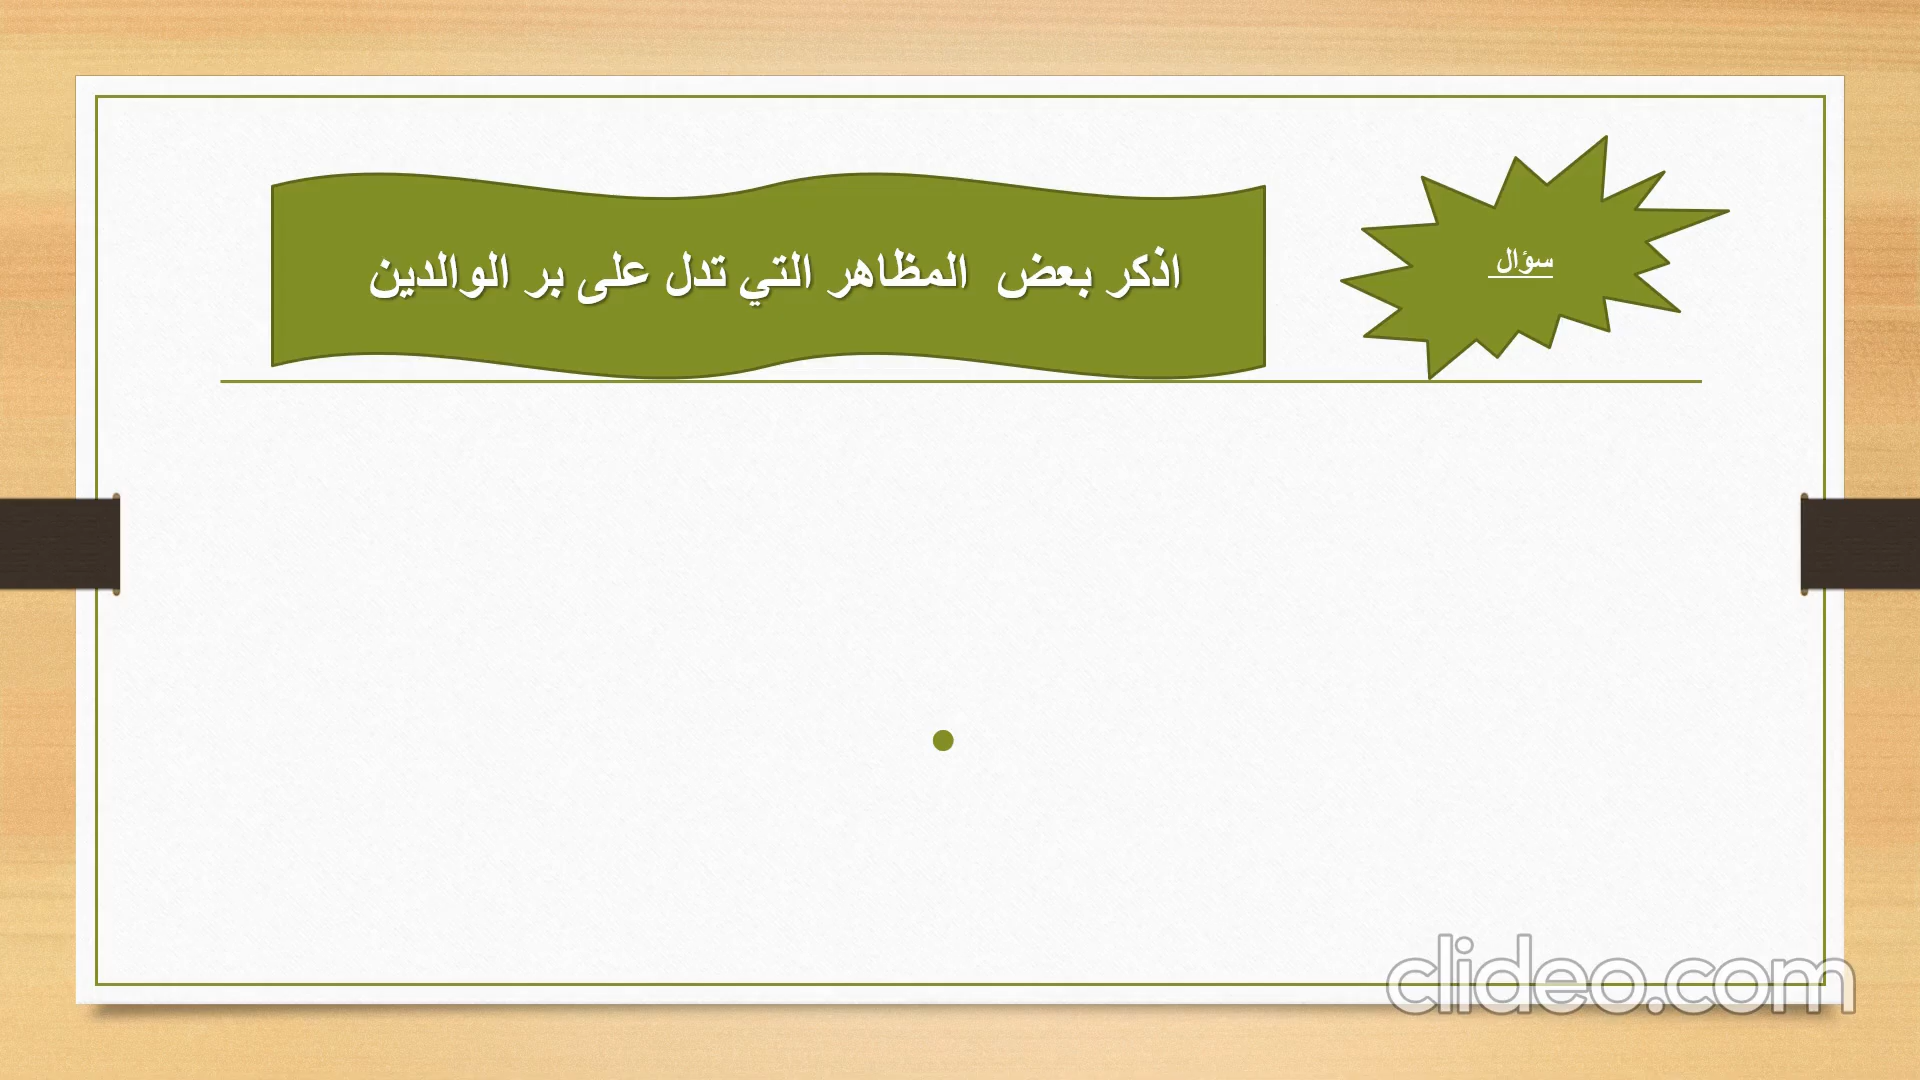 سؤال
اذكر بعض المظاهر التي تدل على بر الوالدين
clideo.com